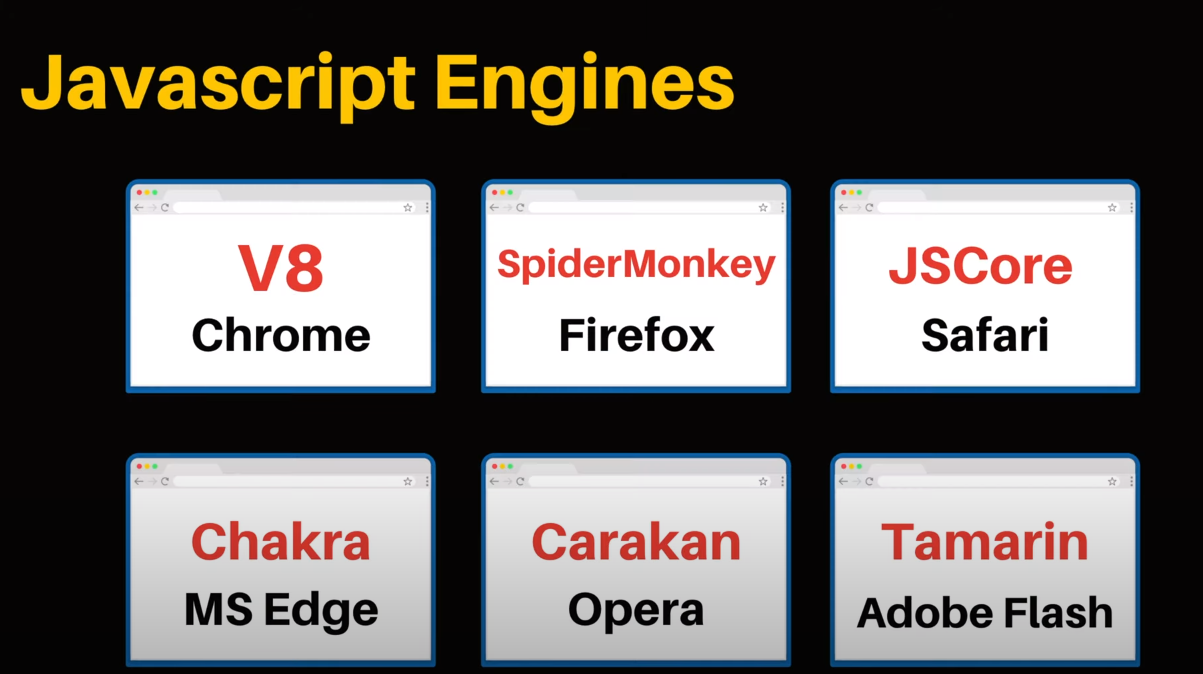 Javascript Engines
V8
Chrome
SpiderMonkey
Firefox
JSCore
Safari
Chakra
MS Edge
Carakan
Opera
Tamarin
Adobe Flash